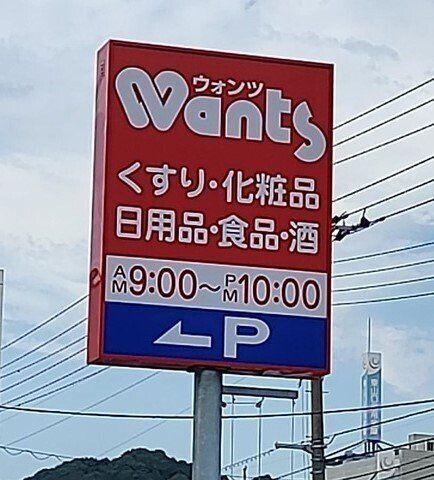 ウォンツ
Wants
くすり・化粧品
日用品・食品・酒
AM9:00～PM10:00
P